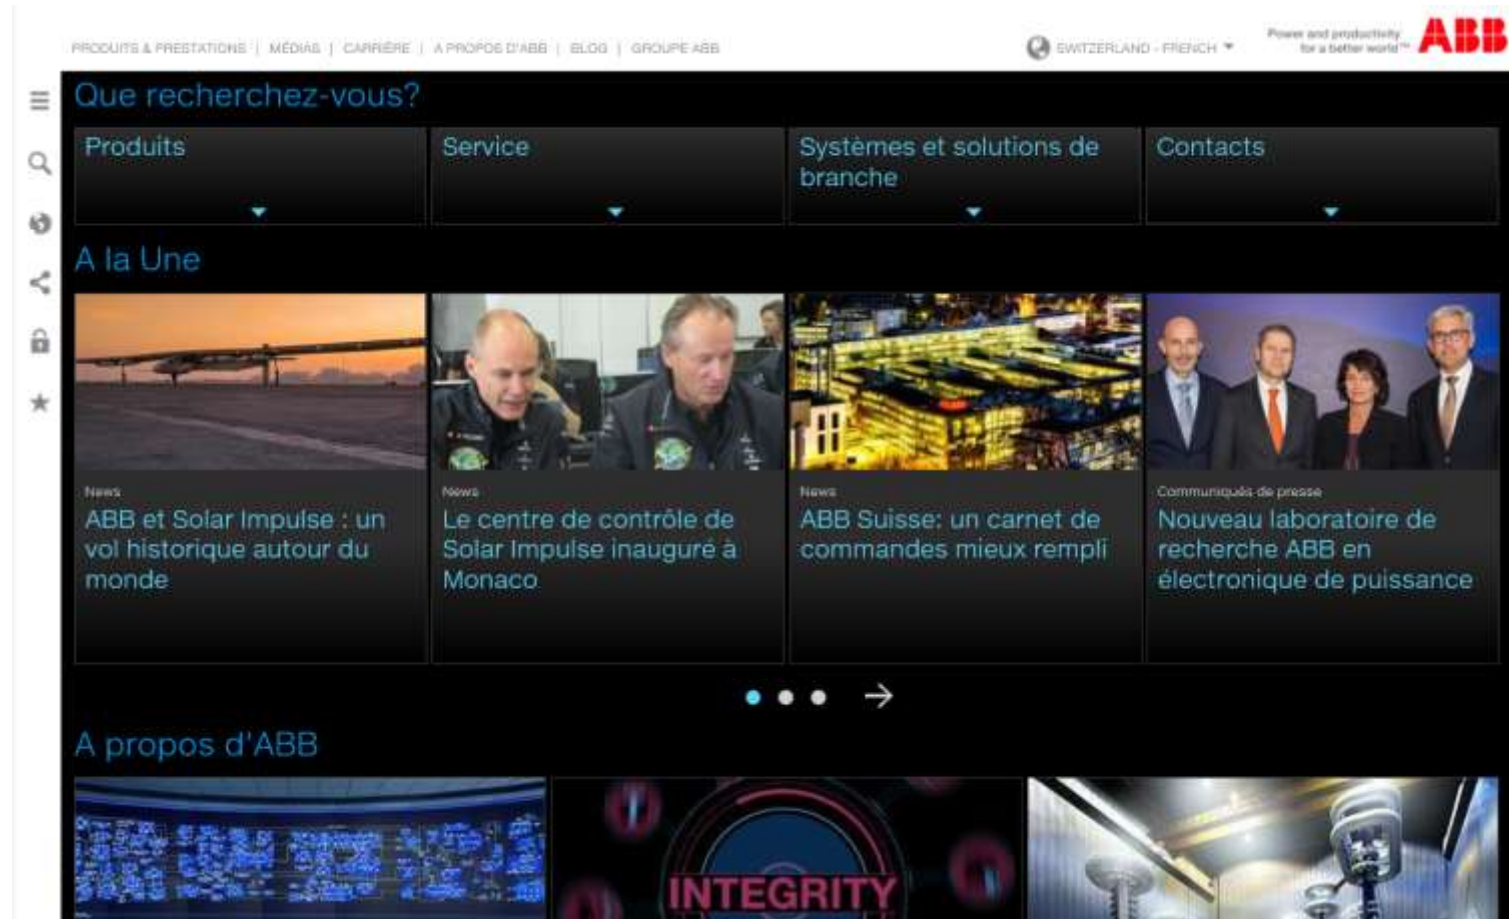 PRODUITS & PRESTATIONS | MÉDIAS | CARRIÈRE | A PROPOS D'ABB | BLOG | GROUPE ABB
SWITZERLAND - FRENCH
Power and productivity
for a better world™
ABB
Que recherchez-vous?
Produits
Service
Systèmes et solutions de
branche
Contacts
A la Une
News
ABB et Solar Impulse : un
vol historique autour du
monde
News
Le centre de contrôle de
Solar Impulse inauguré à
Monaco
News
ABB Suisse: un carnet de
commandes mieux rempli
Communiqués de presse
Nouveau laboratoire de
recherche ABB en
électronique de puissance
A propos d'ABB
INTEGRITY